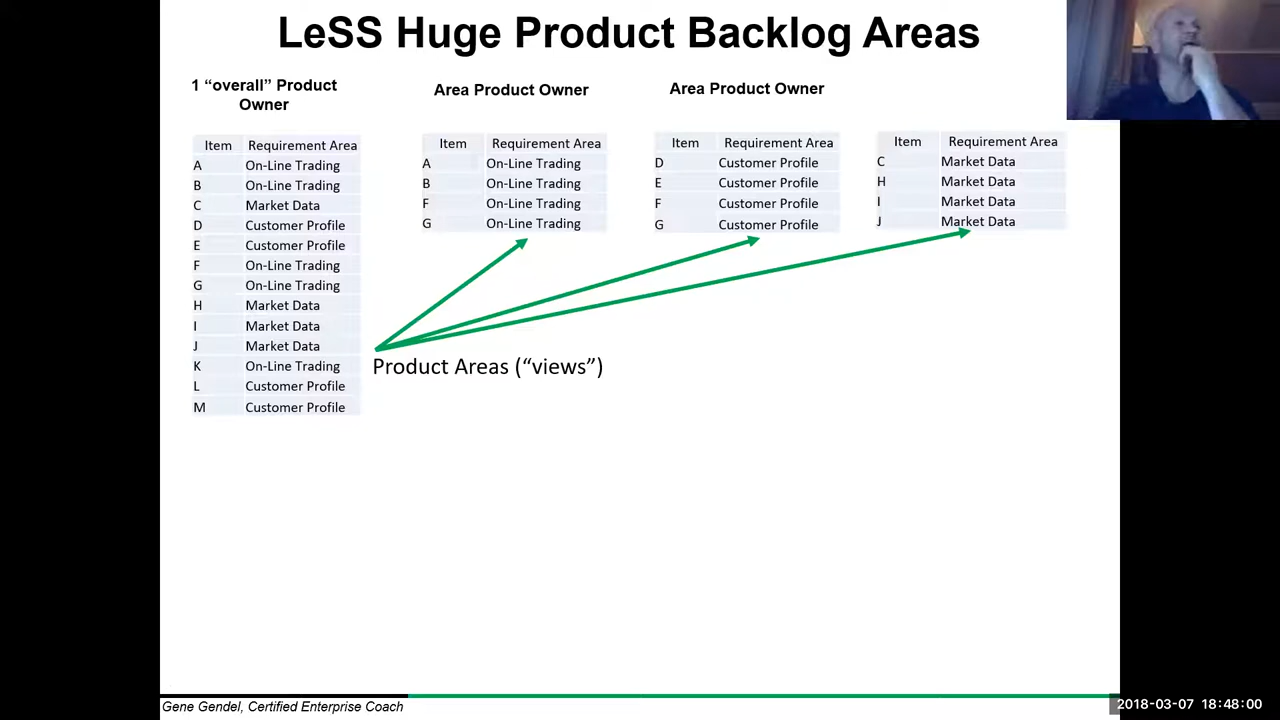 LeSS Huge Product Backlog Areas
1 “overall” Product
Owner
Area Product Owner
Area Product Owner
Item Requirement Area
A On-Line Trading
B On-Line Trading
C Market Data
D Customer Profile
E Customer Profile
F On-Line Trading
G On-Line Trading
H Market Data
I Market Data
J Market Data
K On-Line Trading
L Customer Profile
M Customer Profile
Item Requirement Area
A On-Line Trading
B On-Line Trading
F On-Line Trading
G On-Line Trading
Item Requirement Area
D Customer Profile
E Customer Profile
F Customer Profile
G Customer Profile
Item Requirement Area
C Market Data
H Market Data
I Market Data
J Market Data
Product Areas (“views”)
Gene Gendel, Certified Enterprise Coach
2018-03-07 18:48:00